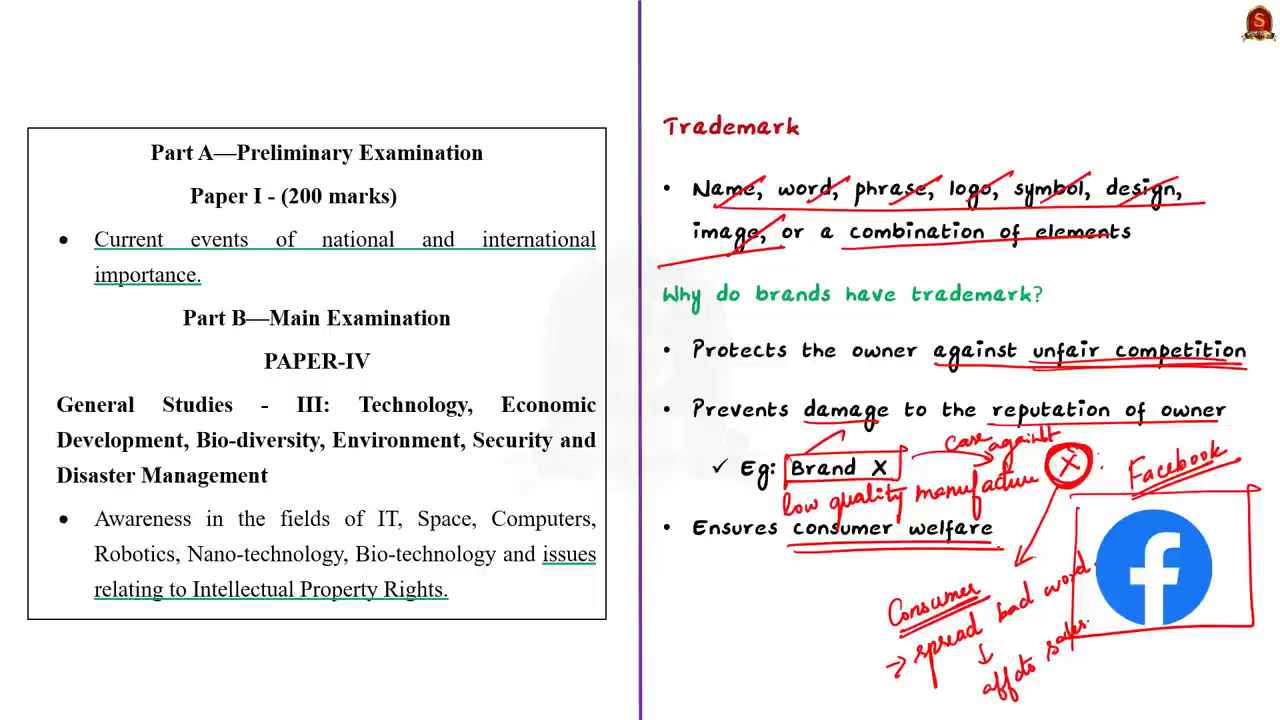 Part A—Preliminary Examination
Paper I - (200 marks)
• Current events of national and international
importance.
Part B—Main Examination
PAPER-IV
General Studies - III: Technology, Economic
Development, Bio-diversity, Environment, Security and
Disaster Management
• Awareness in the fields of IT, Space, Computers,
Robotics, Nano-technology, Bio-technology and issues
relating to Intellectual Property Rights.
S
Trademark
• Name, word, phrase, logo, symbol, design,
image, or a combination of elements
Why do brands have trademark?
• Protects the owner against unfair competition
• Prevents damage to the reputation of owner
✓ Eg: Brand X
case against
X
low quality manufacture
Facebook
• Ensures consumer welfare
f
Consumer
→ spread bad word
↓
sales.